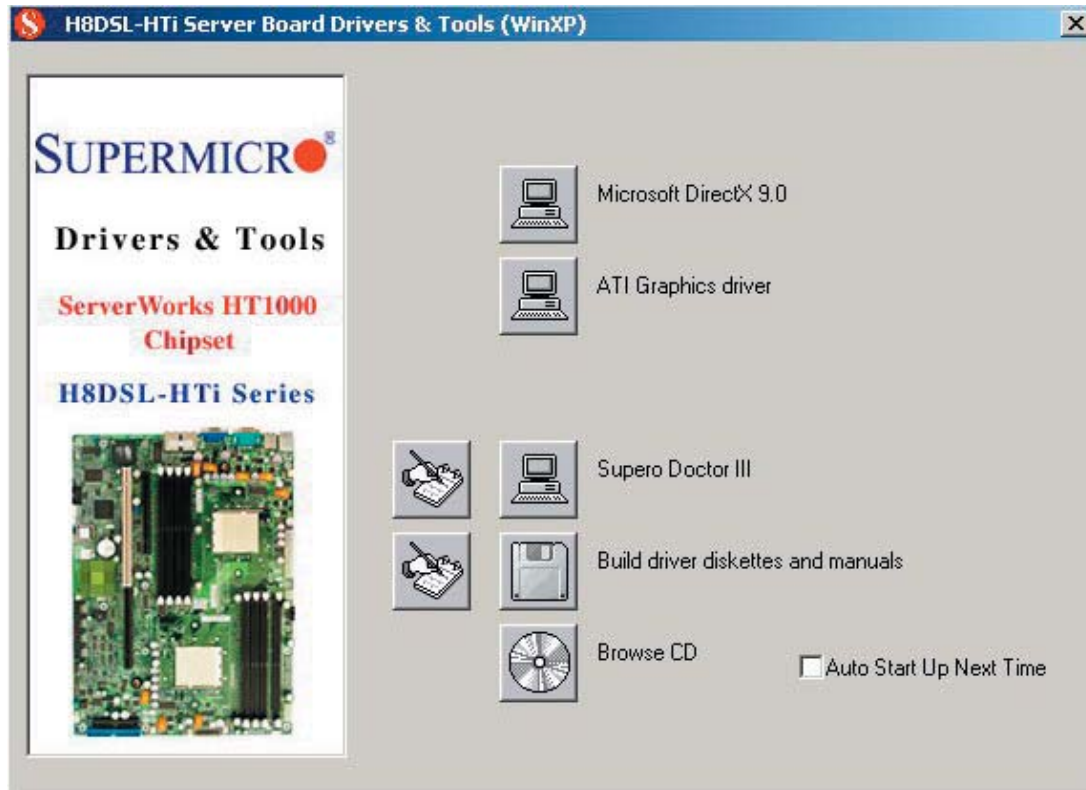 H8DSL-HTi Server Board Drivers & Tools (WinXP)
SUPERMICRO®
Drivers & Tools
ServerWorks HT1000
Chipset
H8DSL-HTi Series
Microsoft DirectX 9.0
ATI Graphics driver
Supero Doctor III
Build driver diskettes and manuals
Browse CD
Auto Start Up Next Time